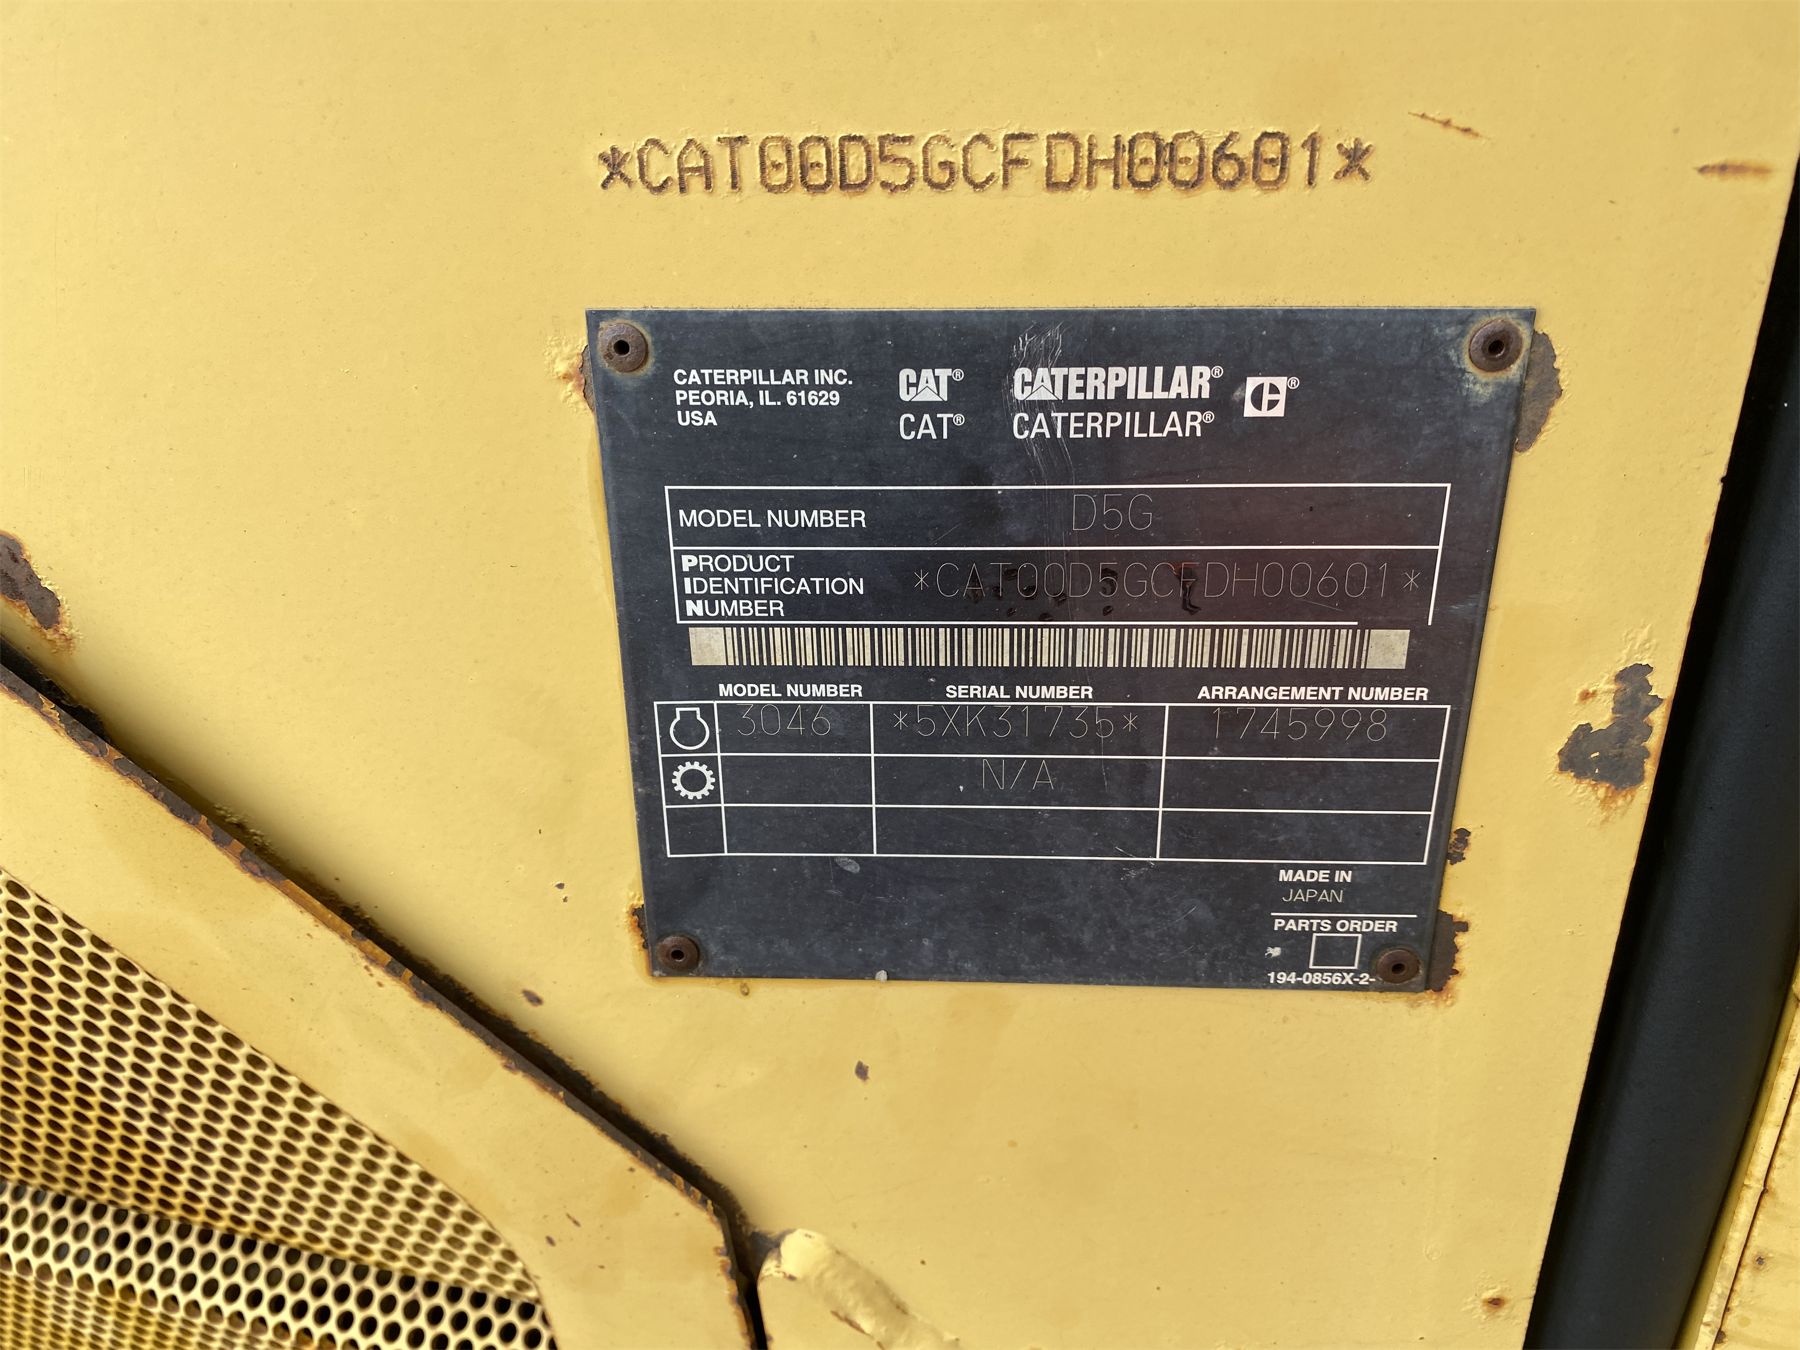 *CAT00D5GCFDH00601*
CATERPILLAR INC.
PEORIA, IL. 61629
USA
CAT® CATERPILLAR® C®
CAT® CATERPILLAR®
MODEL NUMBER D5G
PRODUCT
IDENTIFICATION
NUMBER
*CAT00D5GCFDH00601*
MODEL NUMBER SERIAL NUMBER ARRANGEMENT NUMBER
3046 *5XK31735* 1745998
N/A
MADE IN
JAPAN
PARTS ORDER
194-0856X-2-